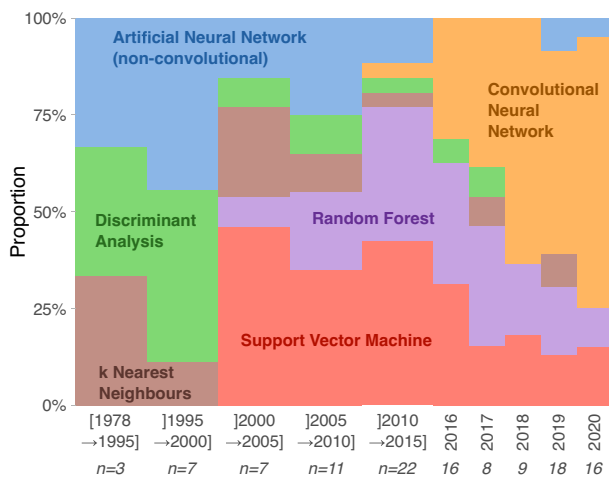 100%
75%
50%
25%
0%
Proportion
Artificial Neural Network
(non-convolutional)
Convolutional
Neural
Network
Discriminant
Analysis
Random Forest
Support Vector Machine
k Nearest
Neighbours
[1978
→1995]
]1995
→2000]
]2000
→2005]
]2005
→2010]
]2010
→2015]
2016
2017
2018
2019
2020
n=3
n=7
n=7
n=11
n=22
16
8
9
18
16